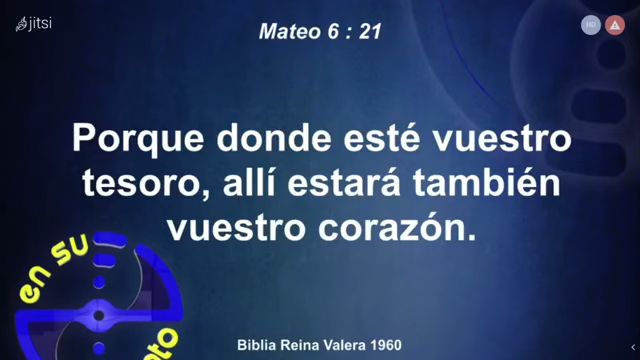 jitsi
Mateo 6 : 21
Porque donde esté vuestro
tesoro, allí estará también
vuestro corazón.
en su
Biblia Reina Valera 1960